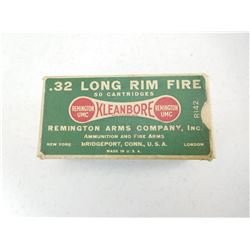 .32 LONG RIM FIRE
50 CARTRIDGES
REMINGTON UMC KLEANBORE REMINGTON UMC
R142
REMINGTON ARMS COMPANY, INC.
AMMUNITION AND FIRE ARMS
NEW YORK BRIDGEPORT, CONN., U.S.A. LONDON
MADE IN U.S.A.